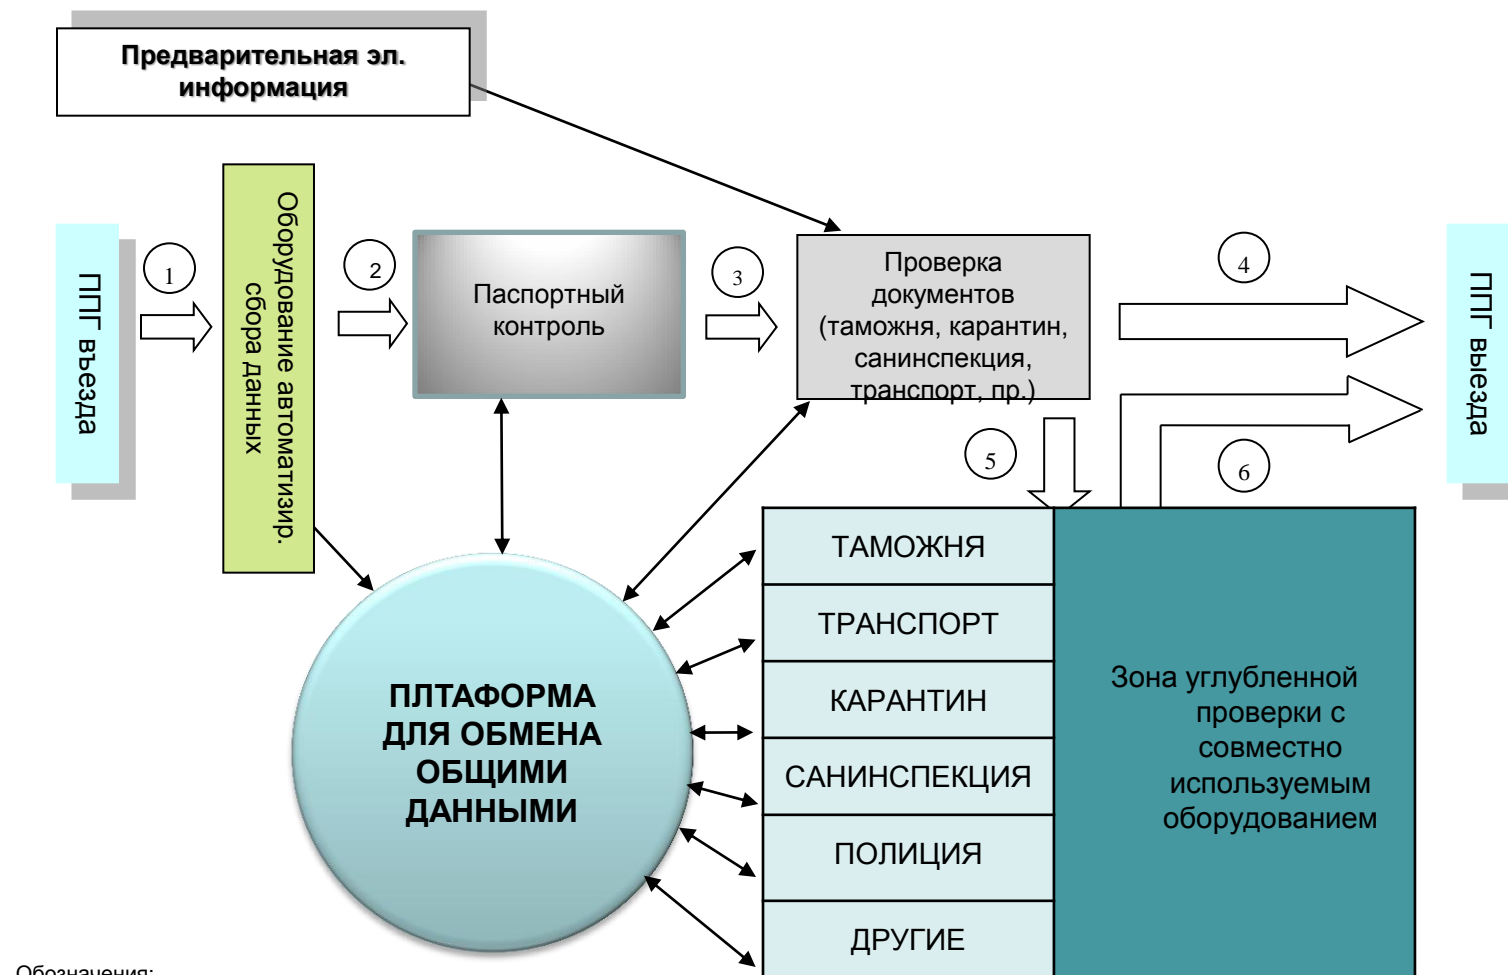 Предварительная эл.
информация
ППГ въезда
1
Оборудование автоматизир.
сбора данных
2
Паспортный
контроль
3
Проверка
документов
(таможня, карантин,
санинспекция,
транспорт, пр.)
4
ППГ выезда
5
6
ПЛТАФОРМА
ДЛЯ ОБМЕНА
ОБЩИМИ
ДАННЫМИ
ТАМОЖНЯ
ТРАНСПОРТ
КАРАНТИН
САНИНСПЕКЦИЯ
ПОЛИЦИЯ
ДРУГИЕ
Зона углубленной
проверки с
совместно
используемым
оборудованием
Обозначения: